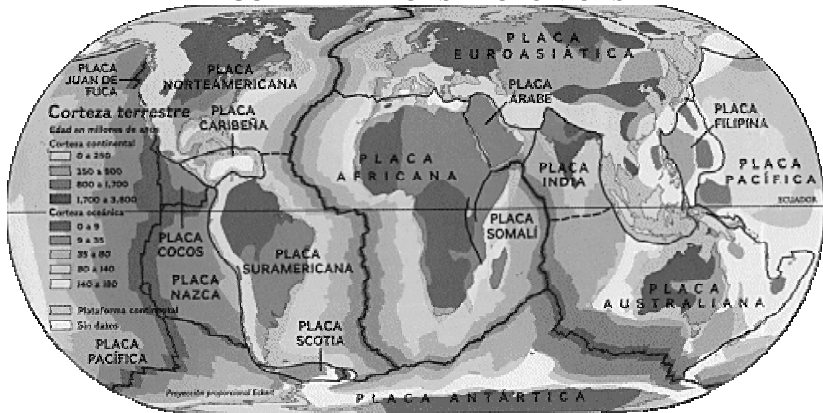 PLACA
JUAN DE
FUCA
PLACA
NORTEAMERICANA
PLACA
CARIBEÑA
Corteza terrestre
Edad en millones de años
Corteza continental
0 a 250
250 a 800
800 a 1,700
1,700 a 3,800
Corteza oceánica
0 a 9
9 a 35
35 a 80
80 a 140
140 a 180
Plataforma continental
Sin datos
PLACA
EUROASIÁTICA
PLACA
ÁRABE
PLACA
FILIPINA
PLACA
AFRICANA
PLACA
INDIA
PLACA
PACÍFICA
ECUADOR
PLACA
COCOS
PLACA
SURAMERICANA
PLACA
SOMALÍ
PLACA
NAZCA
PLACA
AUSTRALIANA
PLACA
SCOTIA
PLACA
PACÍFICA
Proyección proporcional Eckert
PLACA ANTÁRTICA